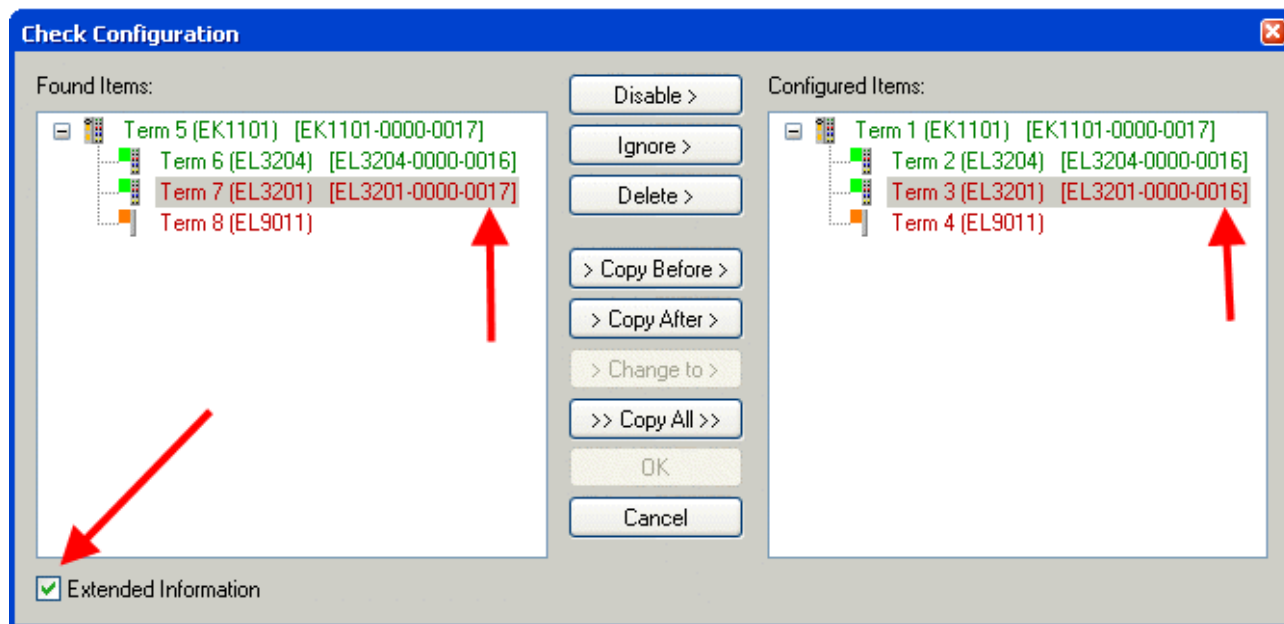 Check Configuration
Found Items:
Term 5 (EK1101) [EK1101-0000-0017]
Term 6 (EL3204) [EL3204-0000-0016]
Term 7 (EL3201) [EL3201-0000-0017]
Term 8 (EL9011)
Disable >
Ignore >
Delete >
> Copy Before >
> Copy After >
> Change to >
>> Copy All >>
OK
Cancel
Configured Items:
Term 1 (EK1101) [EK1101-0000-0017]
Term 2 (EL3204) [EL3204-0000-0016]
Term 3 (EL3201) [EL3201-0000-0016]
Term 4 (EL9011)
Extended Information